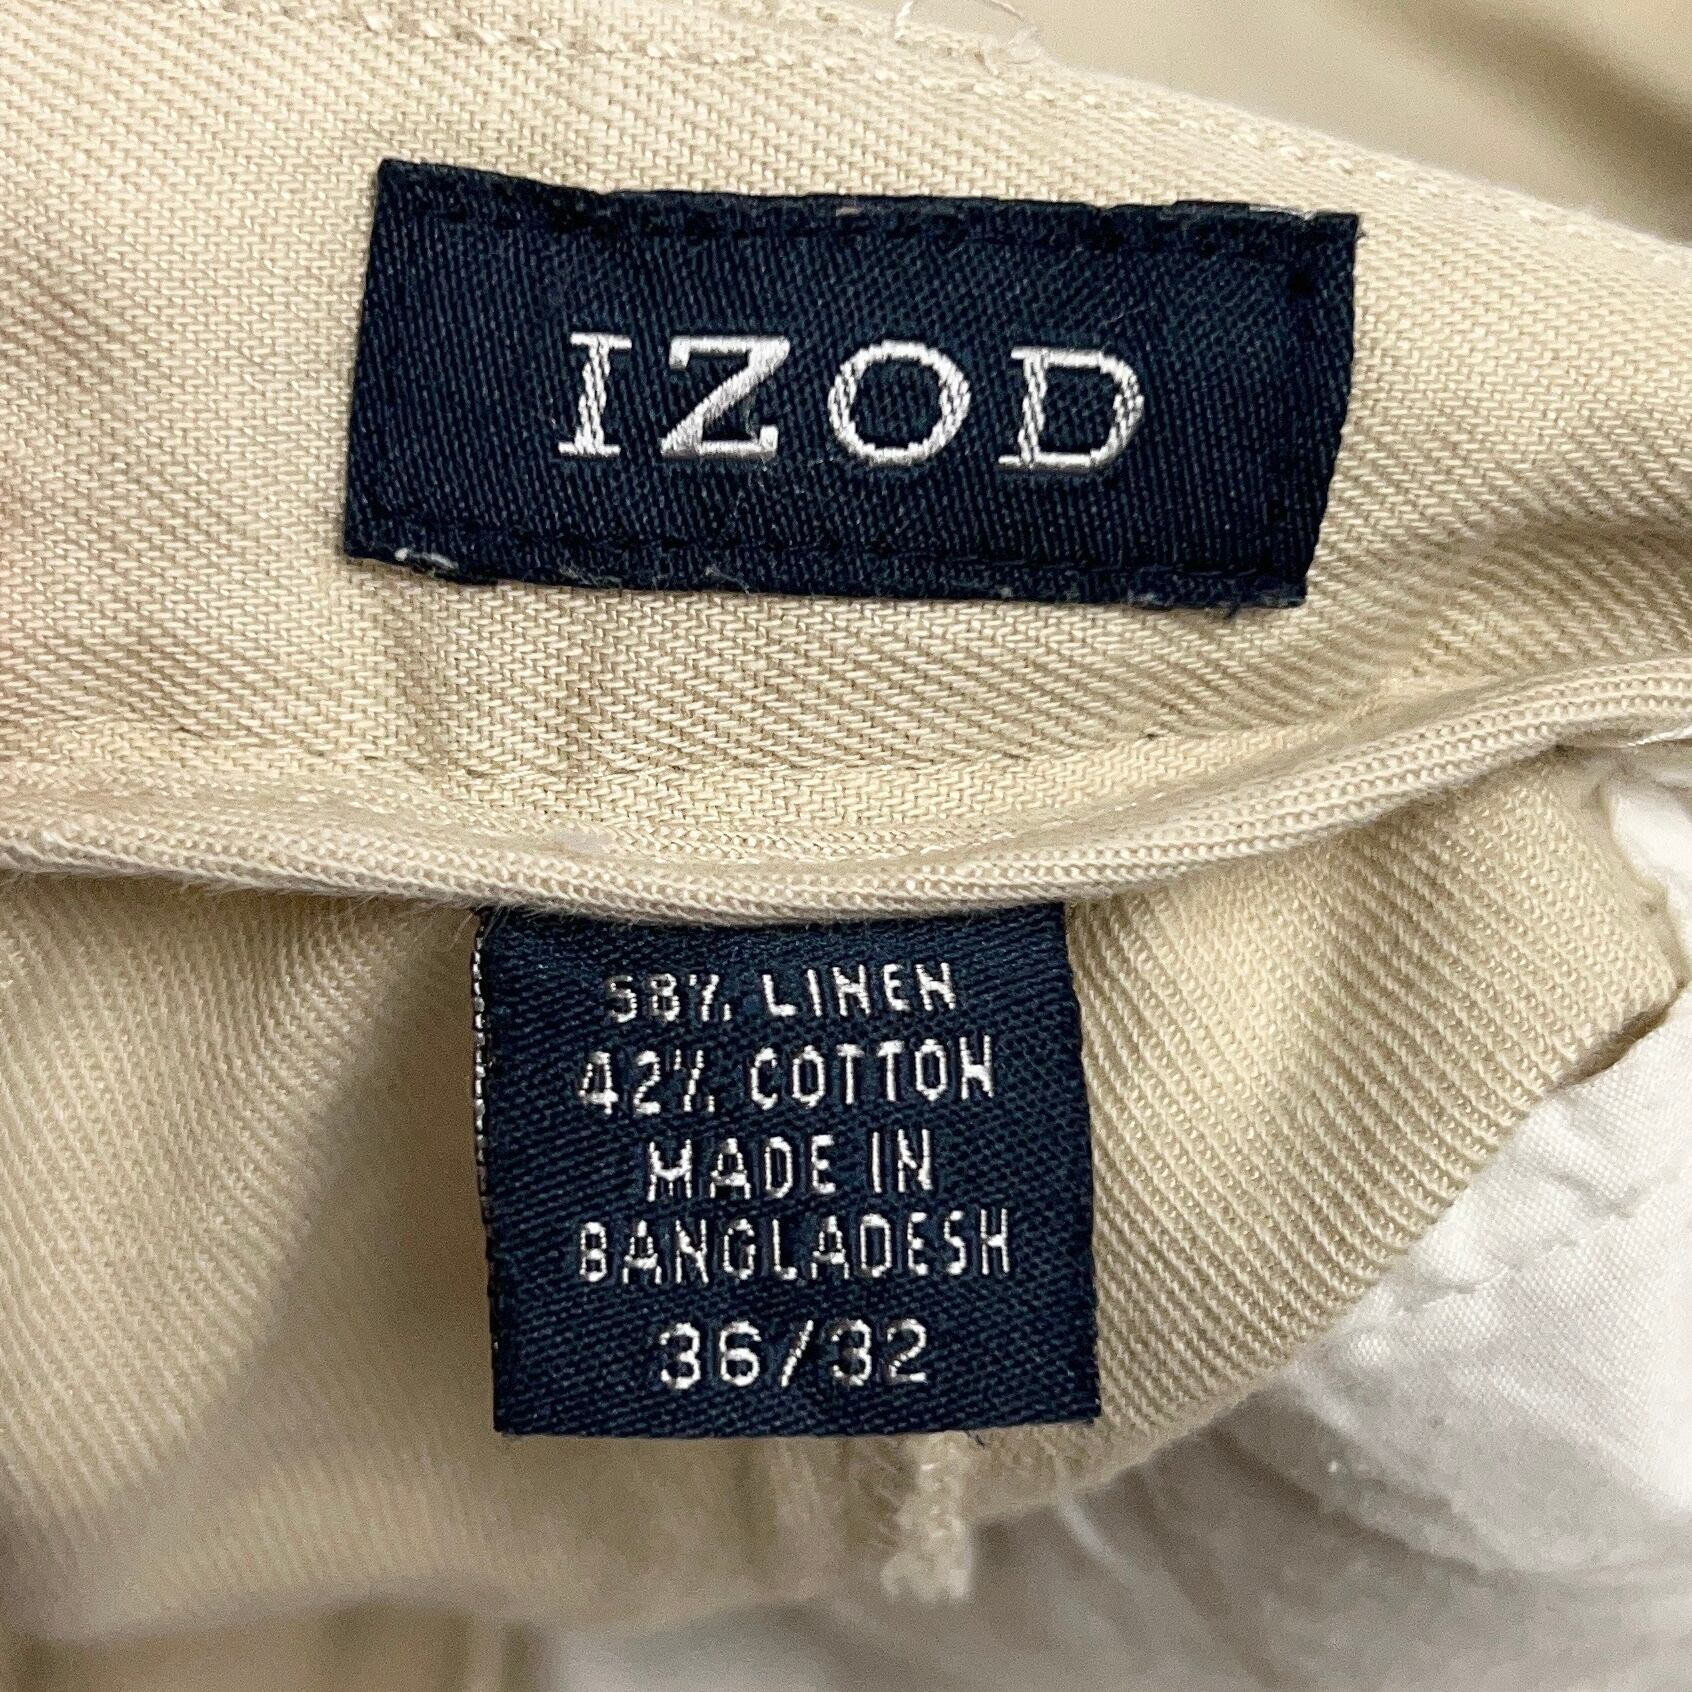 IZOD
58% LINEN
42% COTTON
MADE IN
BANGLADESH
36/32